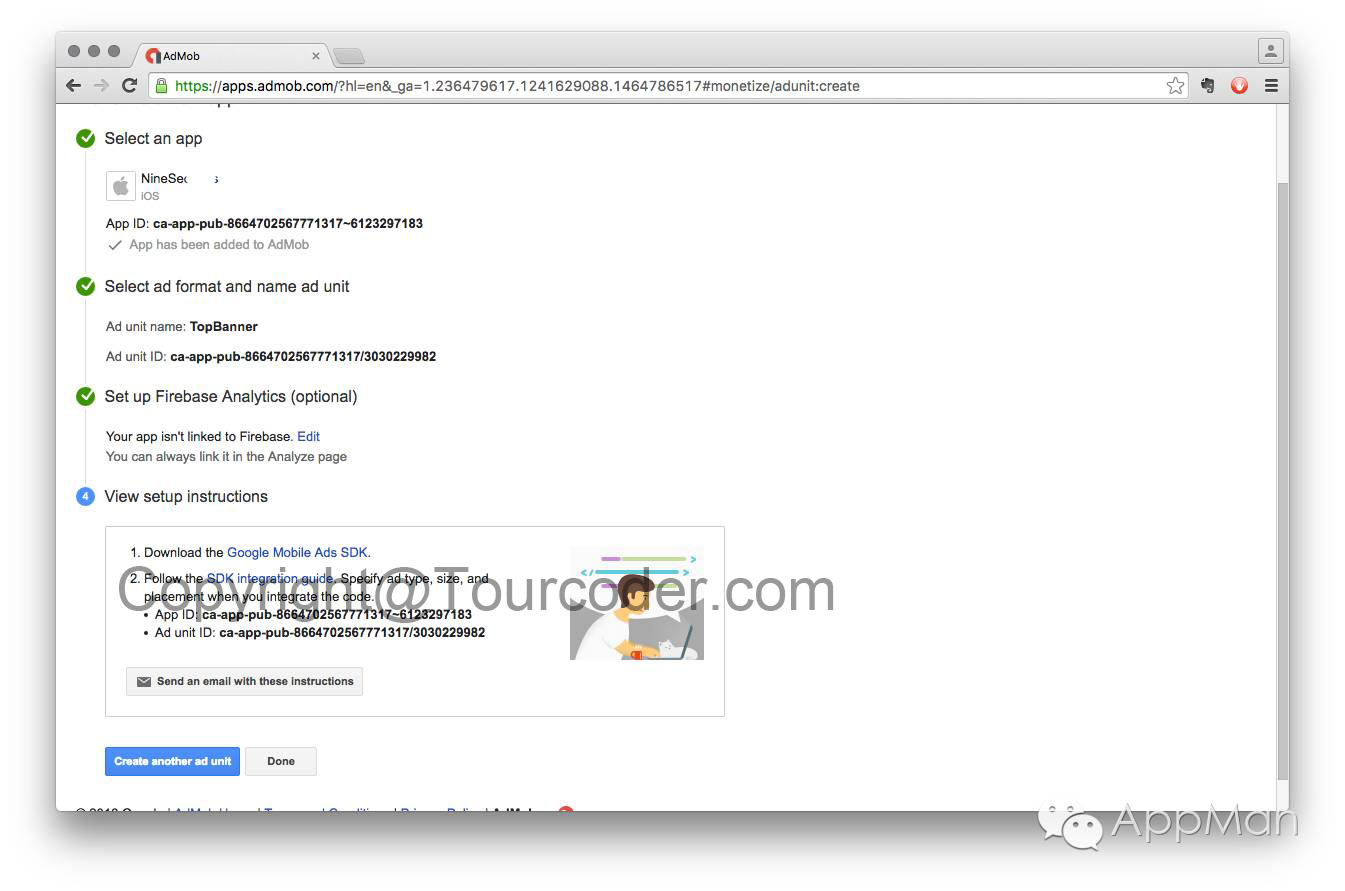 AdMob
https://apps.admob.com/?hl=en&_ga=1.236479617.1241629088.1464786517#monetize/adunit:create
Select an app
NineSec
iOS
App ID: ca-app-pub-8664702567771317~6123297183
App has been added to AdMob
Select ad format and name ad unit
Ad unit name: TopBanner
Ad unit ID: ca-app-pub-8664702567771317/3030229982
Set up Firebase Analytics (optional)
Your app isn't linked to Firebase. Edit
You can always link it in the Analyze page
4 View setup instructions
1. Download the Google Mobile Ads SDK.
2. Follow the SDK integration guide. Specify ad type, size, and
placement when you integrate the code.
Copyright@Tourcoder.com
• App ID: ca-app-pub-8664702567771317~6123297183
• Ad unit ID: ca-app-pub-8664702567771317/3030229982
Send an email with these instructions
Create another ad unit
Done
AppMan